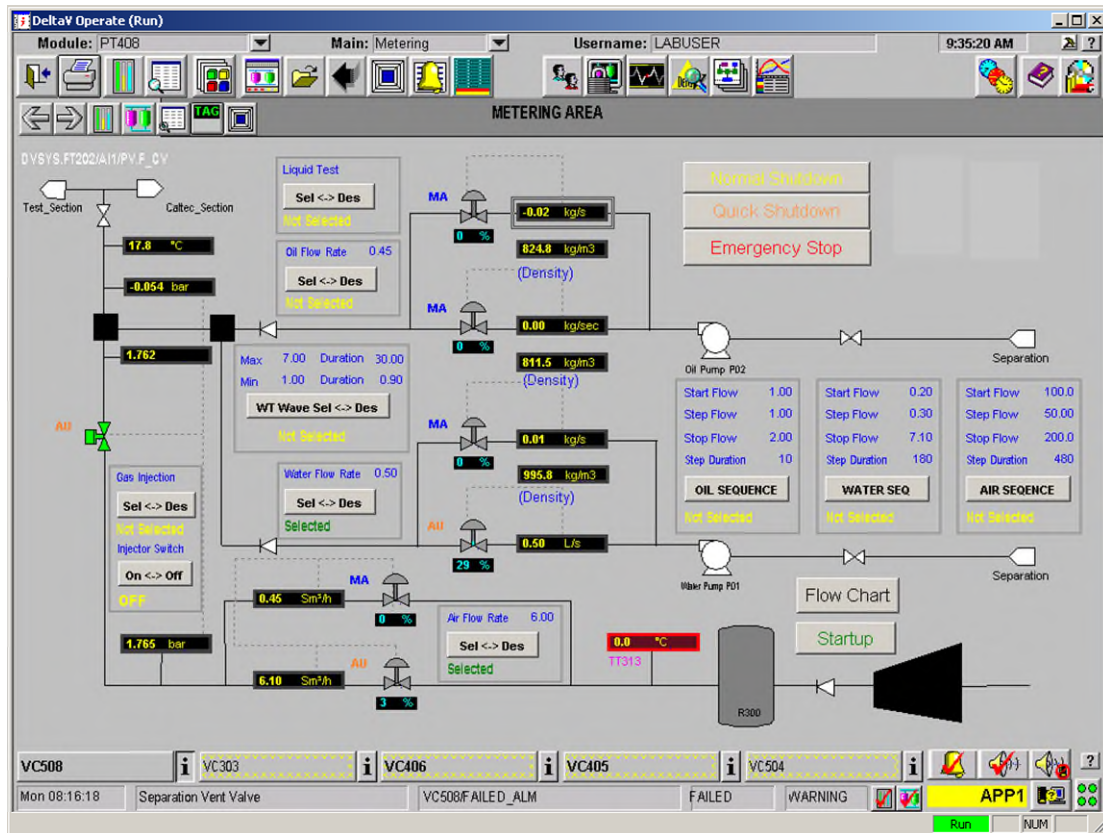 DeltaV Operate (Run)
Module: PT408 Main: Metering Username: LABUSER 9:35:20 AM
TAG
METERING AREA
DVSYS.FT202/AI1/PV.F_CV
Test_Section
Caltec_Section
17.8 °C
-0.054 bar
1.762
AU
Liquid Test
Sel <-> Des
Not Selected
Oil Flow Rate 0.45
Sel <-> Des
Not Selected
Max 7.00 Duration 30.00
Min 1.00 Duration 0.90
WT Wave Sel <-> Des
Not Selected
Water Flow Rate 0.50
Sel <-> Des
Selected
Gas Injection
Sel <-> Des
Not Selected
Injector Switch
On <-> Off
OFF
1.765 bar
MA
0 %
-0.02 kg/s
824.8 kg/m3
(Density)
MA
0 %
0.00 kg/sec
811.5 kg/m3
(Density)
MA
0 %
0.01 kg/s
995.8 kg/m3
(Density)
AU
29 %
0.50 L/s
0.45 Sm³/h
MA
0 %
6.10 Sm³/h
AU
3 %
Air Flow Rate 6.00
Sel <-> Des
Selected
Normal Shutdown
Quick Shutdown
Emergency Stop
Oil Pump P02
Separation
Start Flow 1.00
Step Flow 1.00
Stop Flow 2.00
Step Duration 10
OIL SEQUENCE
Not Selected
Start Flow 0.20
Step Flow 0.30
Stop Flow 7.10
Step Duration 180
WATER SEQ
Not Selected
Start Flow 100.0
Step Flow 50.00
Stop Flow 200.0
Step Duration 480
AIR SEQENCE
Not Selected
Water Pump P01
Separation
Flow Chart
Startup
0.0 °C
TT313
R300
VC508 i VC303 i VC406 i VC405 i VC504 i ?
Mon 08:16:18 Separation Vent Valve VC508/FAILED_ALM FAILED WARNING APP1
Run NUM